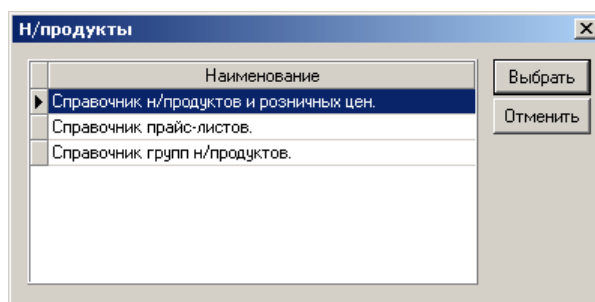 Н/продукты
Наименование
Выбрать
Справочник н/продуктов и розничных цен.
Отменить
Справочник прайс-листов.
Справочник групп н/продуктов.